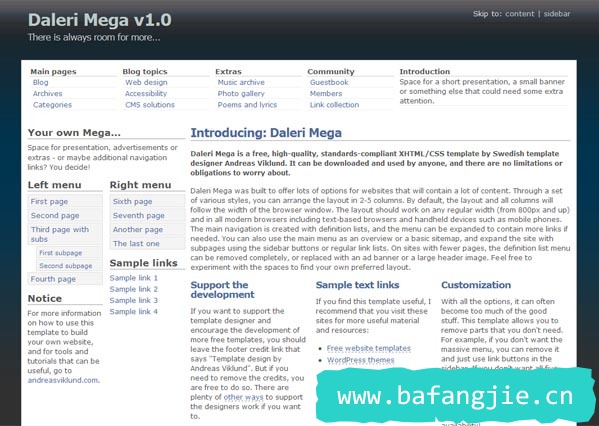 Daleri Mega v1.0
There is always room for more...
Skip to: content | sidebar
Main pages
Blog
Archives
Categories
Blog topics
Web design
Accessibility
CMS solutions
Extras
Music archive
Photo gallery
Poems and lyrics
Community
Guestbook
Members
Link collection
Introduction
Space for a short presentation, a small banner
or something else that could need some extra
attention.
Your own Mega...
Space for presentation, advertisements or
extras - or maybe additional navigation
links? You decide!
Left menu
First page
Second page
Third page with
subs
First subpage
Second subpage
Fourth page
Notice
For more information
on how to use this
template to build
your own website,
and for tools and
tutorials that can be
useful, go to
andreasviklund.com.
Right menu
Sixth page
Seventh page
Another page
The last one
Sample links
Sample link 1
Sample link 2
Sample link 3
Sample link 4
Introducing: Daleri Mega
Daleri Mega is a free, high-quality, standards-compliant XHTML/CSS template by Swedish template
designer Andreas Viklund. It can be downloaded and used by anyone, and there are no limitations or
obligations to worry about.
Daleri Mega was built to offer lots of options for websites that will contain a lot of content. Through a set
of various styles, you can arrange the layout in 2-5 columns. By default, the layout and all columns will
follow the width of the browser window. The layout should work on any regular width (from 800px and up)
and in all modern browsers including text-based browsers and handheld devices such as mobile phones.
The main navigation is created with definition lists, and the menu can be expanded to contain more links if
needed. You can also use the main menu as an overview or a basic sitemap, and expand the site with
subpages using the sidebar buttons or regular link lists. On sites with fewer pages, the definition list menu
can be removed completely, or replaced with an ad banner or a large header image. Feel free to
experiment with the spaces to find your own preferred layout.
Support the
development
If you want to support the
template designer and
encourage the development
of more free templates, you
should leave the footer credit
link that says "Template design by
Andreas Viklund". But if you
need to remove the credits, you
are free to do so. There are
plenty of other ways to support
the designers work if you want
to.
Sample text links
If you find this template useful, I
recommend that you visit these
sites for more useful material
and resources:
Free website templates
WordPress themes
Customization
With all the options, it can often
become too much of the good
stuff. This template allows you to
remove parts that you don't need.
For example, if you don't want the
massive menu, you can remove it
and just use link buttons in the
www.bafangjie.cn